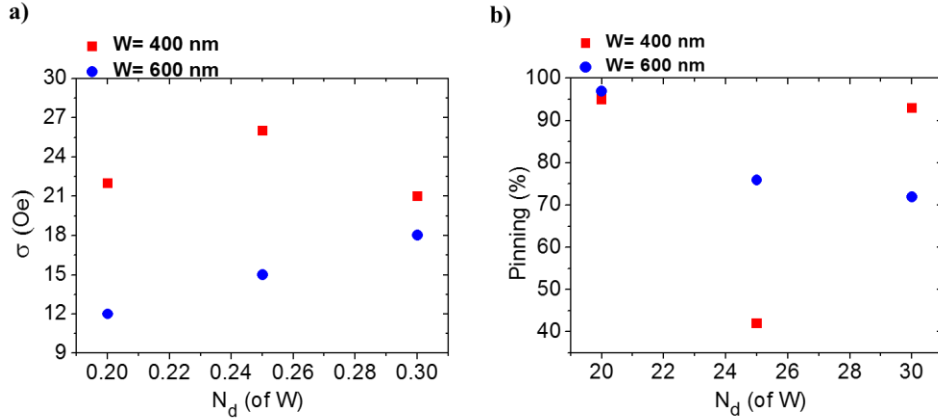 a)
W= 400 nm
W= 600 nm
30
27
24
21
18
15
12
9
σ (Oe)
0.20 0.22 0.24 0.26 0.28 0.30
N_d (of W)
b)
W= 400 nm
W= 600 nm
100
90
80
70
60
50
40
Pinning (%)
20 22 24 26 28 30
N_d (of W)